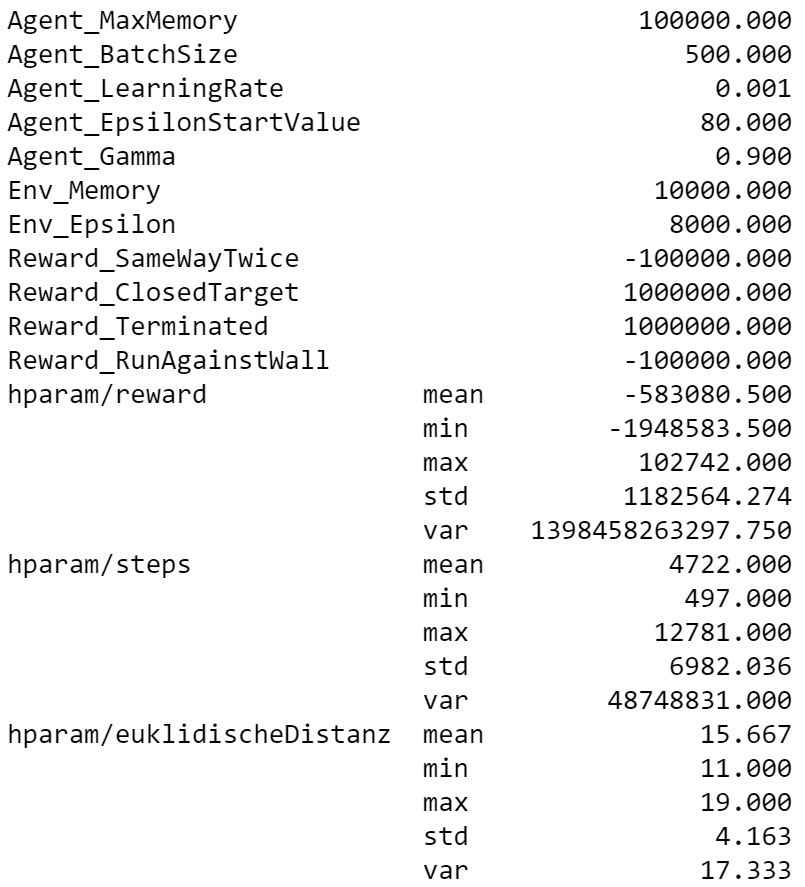 Agent_MaxMemory 100000.000
Agent_BatchSize 500.000
Agent_LearningRate 0.001
Agent_EpsilonStartValue 80.000
Agent_Gamma 0.900
Env_Memory 10000.000
Env_Epsilon 8000.000
Reward_SameWayTwice -100000.000
Reward_ClosedTarget 1000000.000
Reward_Terminated 1000000.000
Reward_RunAgainstWall -100000.000
hparam/reward mean -583080.500
min -1948583.500
max 102742.000
std 1182564.274
var 1398458263297.750
hparam/steps mean 4722.000
min 497.000
max 12781.000
std 6982.036
var 48748831.000
hparam/euklidischeDistanz mean 15.667
min 11.000
max 19.000
std 4.163
var 17.333